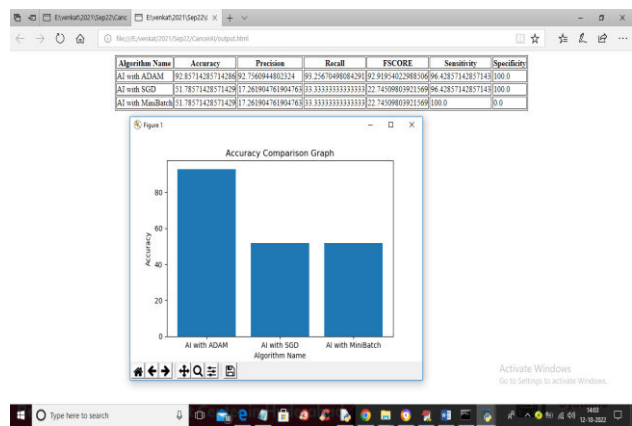 E:\venkat\2021\Sep22\Canc
E:\venkat\2021\Sep22\C
file:///E:/venkat/2021/Sep22/CancerAI/output.html
Algorithm Name Accuracy Precision Recall FSCORE Sensitivity Specificity
AI with ADAM 92.85714285714286 92.7560944802324 93.25670498084291 92.91954022988506 96.42857142857143 100.0
AI with SGD 51.78571428571429 17.261904761904763 33.33333333333333 22.74509803921569 96.42857142857143 100.0
AI with MiniBatch 51.78571428571429 17.261904761904763 33.33333333333333 22.74509803921569 100.0 0.0
Figure 1
Accuracy Comparison Graph
80
60
40
20
0
Accuracy
AI with ADAM AI with SGD AI with MiniBatch
Algorithm Name
Activate Windows
Go to Settings to activate Windows.
Type here to search
14:03
12-10-2022